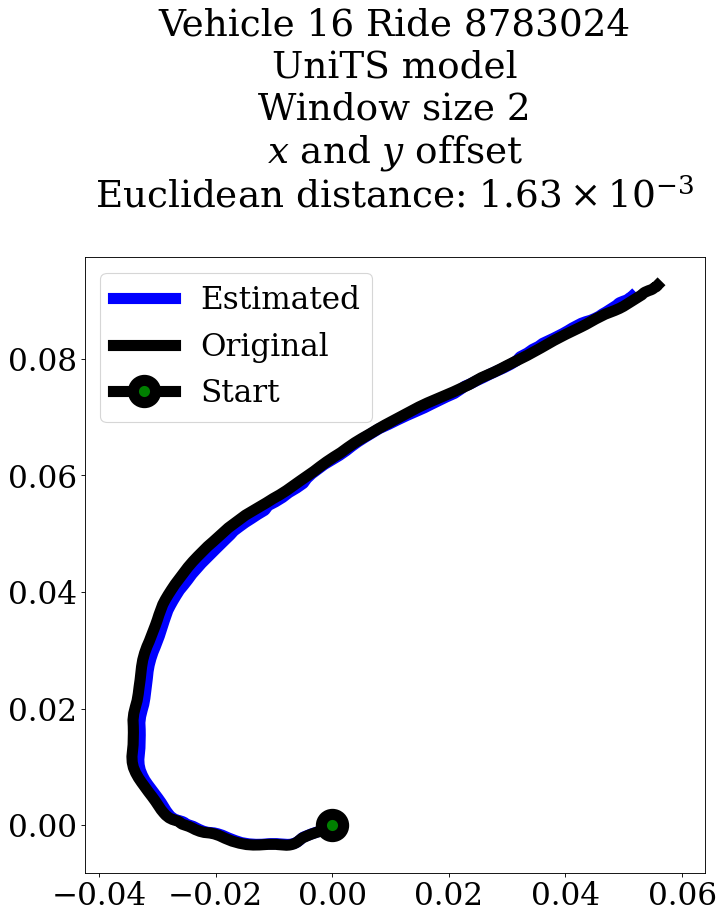 Vehicle 16 Ride 8783024
UniTS model
Window size 2
x and y offset
Euclidean distance: 1.63 × 10⁻³
Estimated
Original
Start
0.08
0.06
0.04
0.02
0.00
−0.04 −0.02 0.00 0.02 0.04 0.06